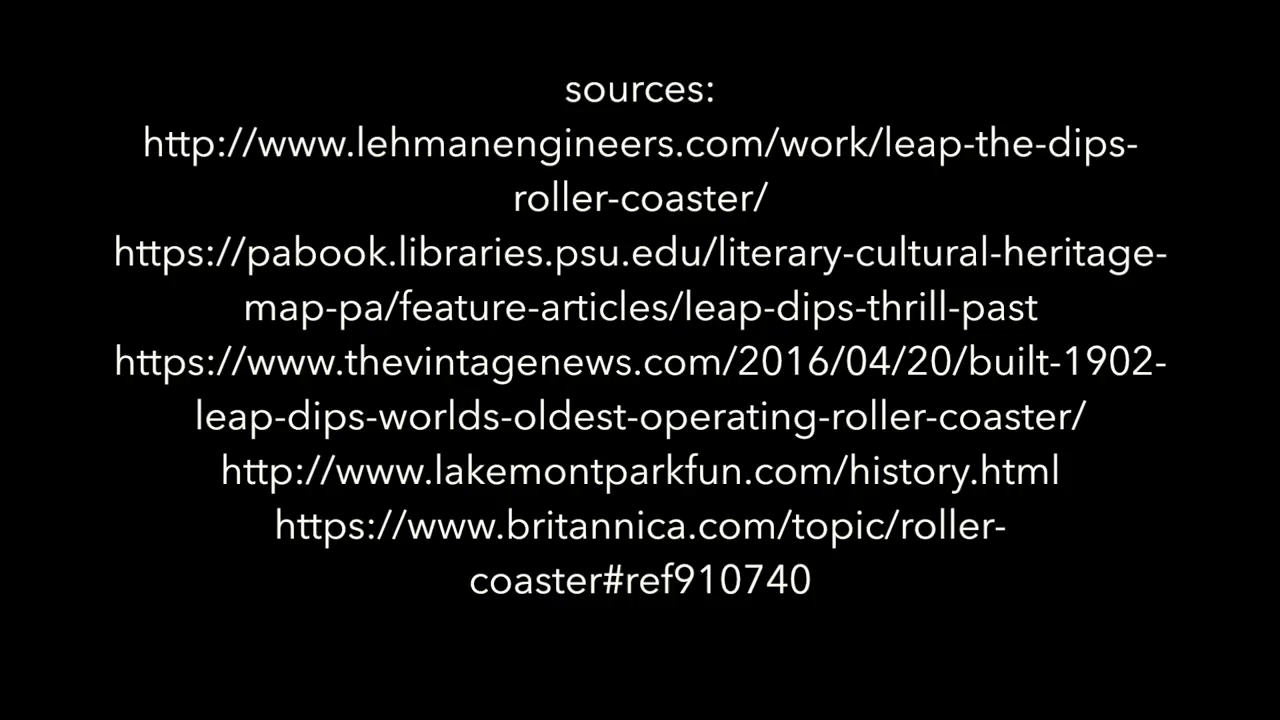 sources:
http://www.lehmanengineers.com/work/leap-the-dips-
roller-coaster/
https://pabook.libraries.psu.edu/literary-cultural-heritage-
map-pa/feature-articles/leap-dips-thrill-past
https://www.thevintagenews.com/2016/04/20/built-1902-
leap-dips-worlds-oldest-operating-roller-coaster/
http://www.lakemontparkfun.com/history.html
https://www.britannica.com/topic/roller-
coaster#ref910740